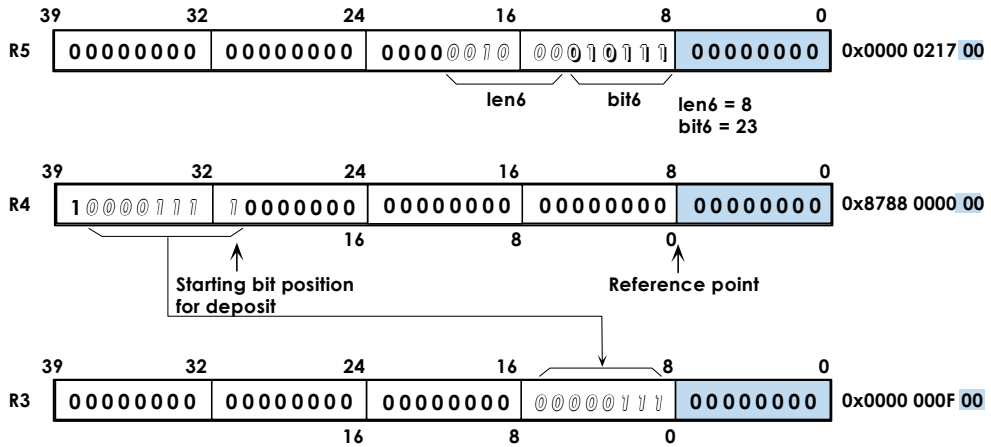 39 32 24 16 8 0
R5 00000000 00000000 00000010 00010111 00000000 0x0000 0217 00
len6 bit6 len6 = 8
bit6 = 23
39 32 24 16 8 0
R4 10000111 10000000 00000000 00000000 00000000 0x8788 0000 00
16 8 0
Starting bit position Reference point
for deposit
39 32 24 16 8 0
R3 00000000 00000000 00000000 00000111 00000000 0x0000 000F 00
16 8 0